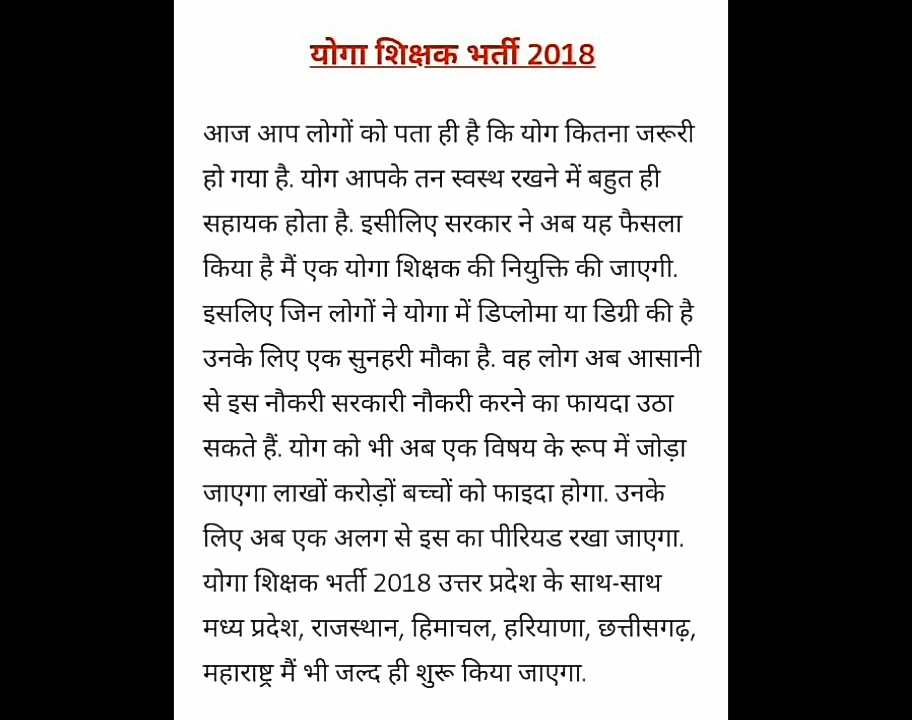 योगा शिक्षक भर्ती 2018
आज आप लोगों को पता ही है कि योग कितना जरूरी
हो गया है. योग आपके तन स्वस्थ रखने में बहुत ही
सहायक होता है. इसीलिए सरकार ने अब यह फैसला
किया है मैं एक योगा शिक्षक की नियुक्ति की जाएगी.
इसलिए जिन लोगों ने योगा में डिप्लोमा या डिग्री की है
उनके लिए एक सुनहरी मौका है. वह लोग अब आसानी
से इस नौकरी सरकारी नौकरी करने का फायदा उठा
सकते हैं. योग को भी अब एक विषय के रूप में जोड़ा
जाएगा लाखों करोड़ों बच्चों को फाइदा होगा. उनके
लिए अब एक अलग से इस का पीरियड रखा जाएगा.
योगा शिक्षक भर्ती 2018 उत्तर प्रदेश के साथ-साथ
मध्य प्रदेश, राजस्थान, हिमाचल, हरियाणा, छत्तीसगढ़,
महाराष्ट्र मैं भी जल्द ही शुरू किया जाएगा.